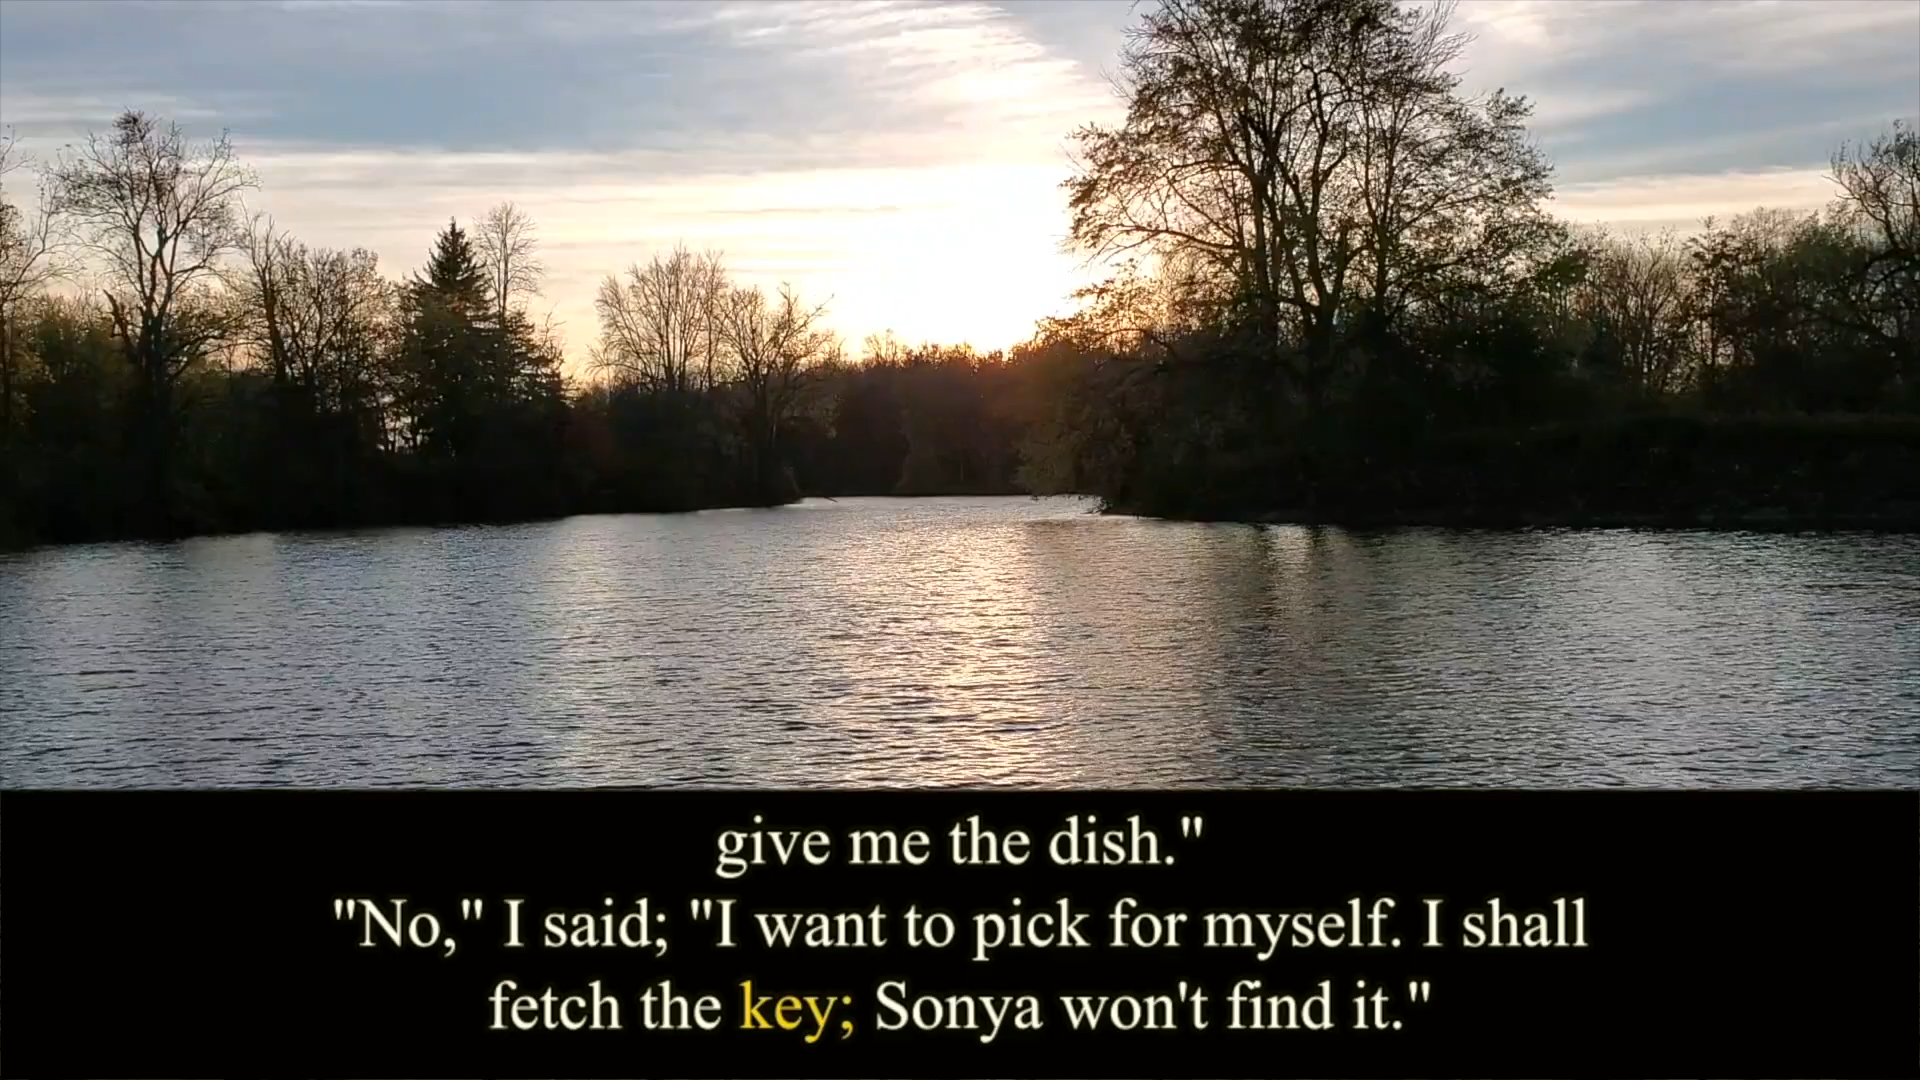 give me the dish."
"No," I said; "I want to pick for myself. I shall
fetch the key; Sonya won't find it."